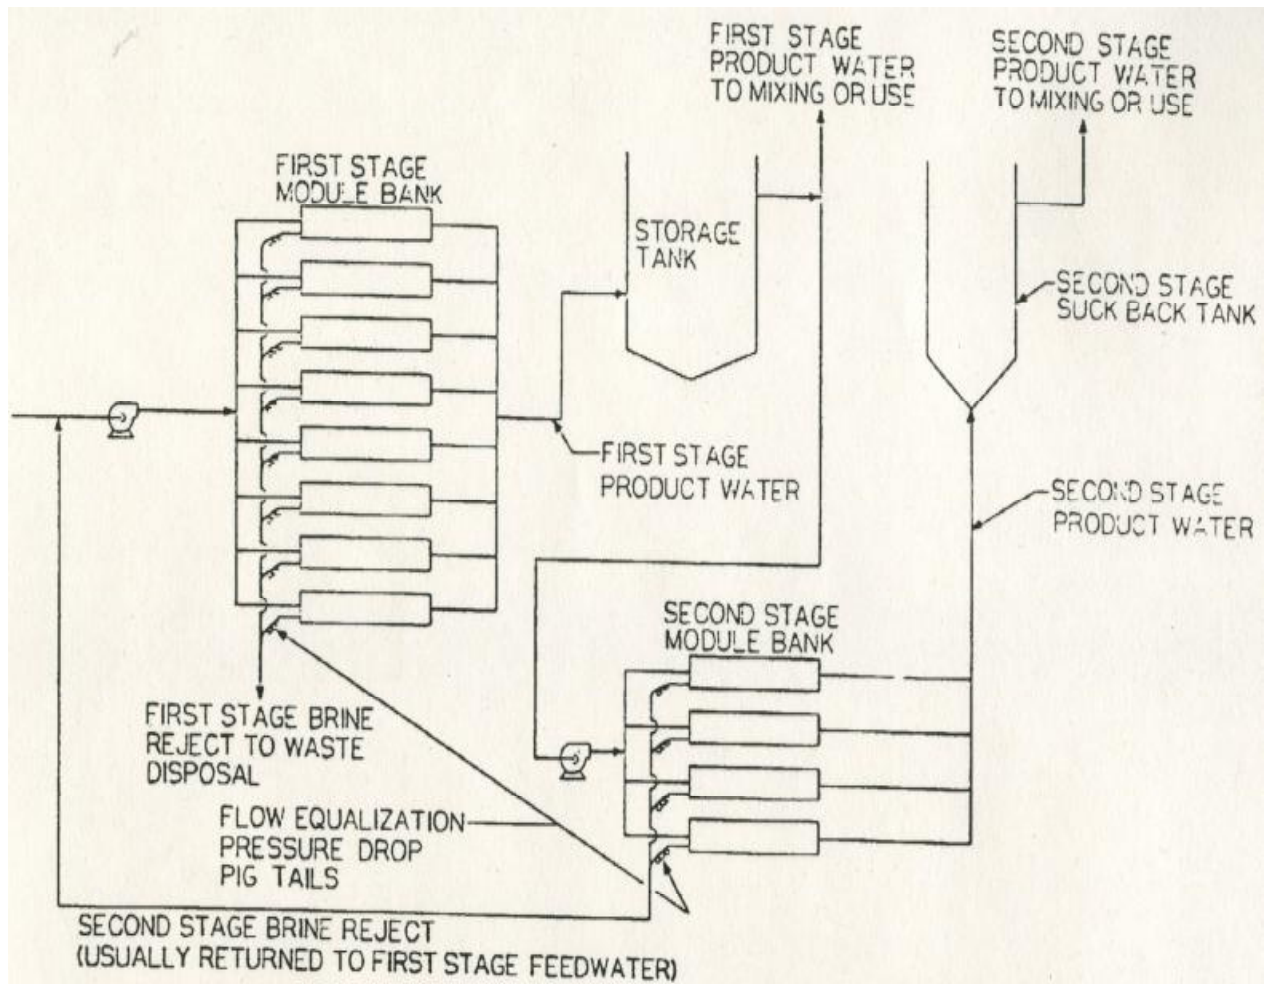 FIRST STAGE
PRODUCT WATER
TO MIXING OR USE
SECOND STAGE
PRODUCT WATER
TO MIXING OR USE
FIRST STAGE
MODULE BANK
STORAGE
TANK
SECOND STAGE
SUCK BACK TANK
FIRST STAGE
PRODUCT WATER
SECOND STAGE
PRODUCT WATER
SECOND STAGE
MODULE BANK
FIRST STAGE BRINE
REJECT TO WASTE
DISPOSAL
FLOW EQUALIZATION
PRESSURE DROP
PIG TAILS
SECOND STAGE BRINE REJECT
(USUALLY RETURNED TO FIRST STAGE FEEDWATER)